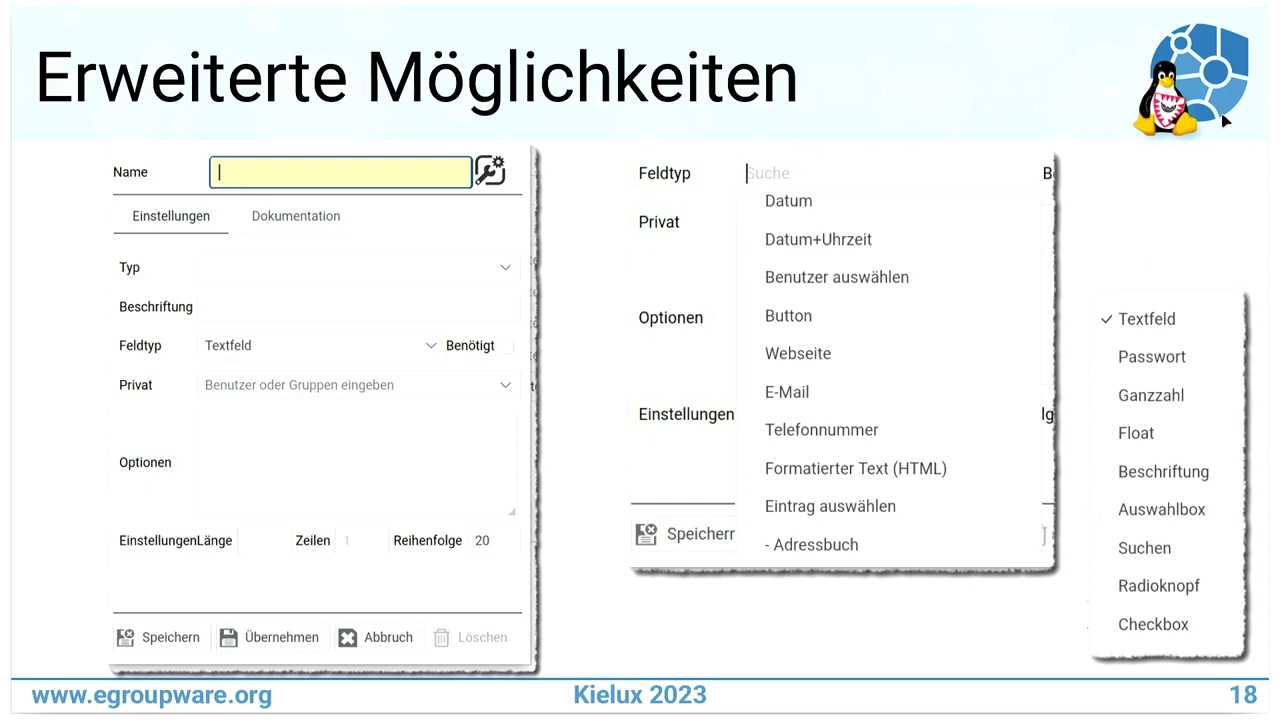 Erweiterte Möglichkeiten
Name
Einstellungen Dokumentation
Typ
Beschriftung
Feldtyp Textfeld Benötigt
Privat Benutzer oder Gruppen eingeben
Optionen
EinstellungenLänge Zeilen 1 Reihenfolge 20
Speichern Übernehmen Abbruch Löschen
Feldtyp Suche
Datum
Privat
Datum+Uhrzeit
Benutzer auswählen
Optionen
Button
Webseite
E-Mail
Einstellungen
Telefonnummer
Formatierter Text (HTML)
Eintrag auswählen
Speichern
- Adressbuch
Textfeld
Passwort
Ganzzahl
Float
Beschriftung
Auswahlbox
Suchen
Radioknopf
Checkbox
www.egroupware.org Kielux 2023 18